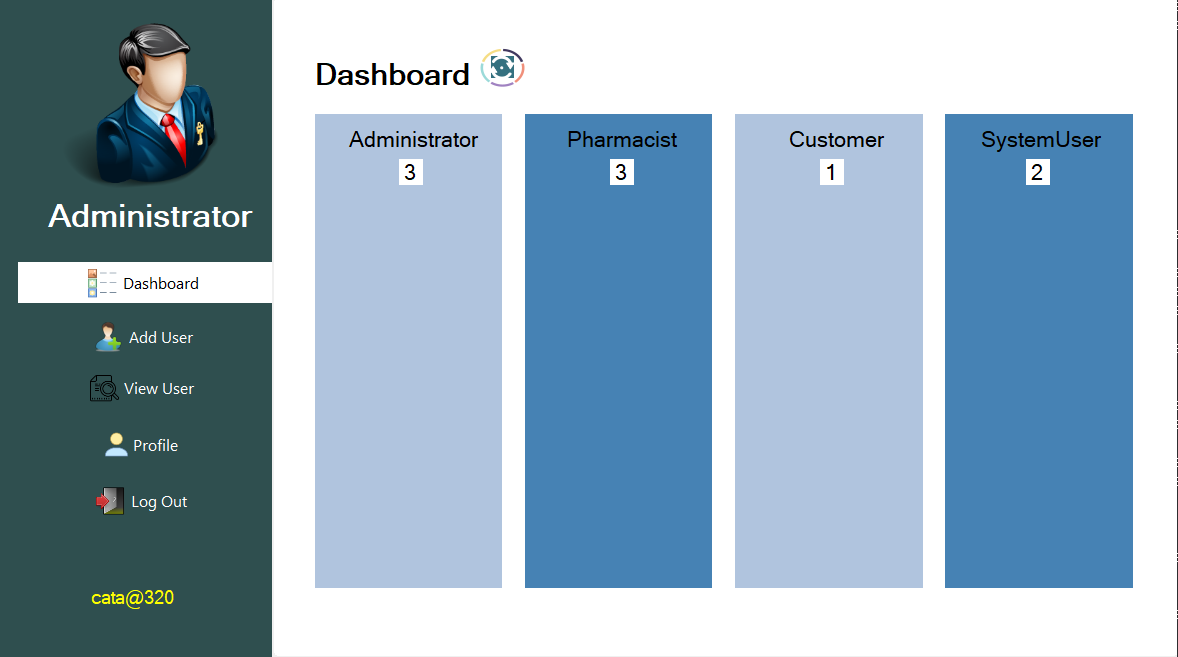 Administrator
Dashboard
Add User
View User
Profile
Log Out
cata@320
Dashboard
Administrator
3
Pharmacist
3
Customer
1
SystemUser
2